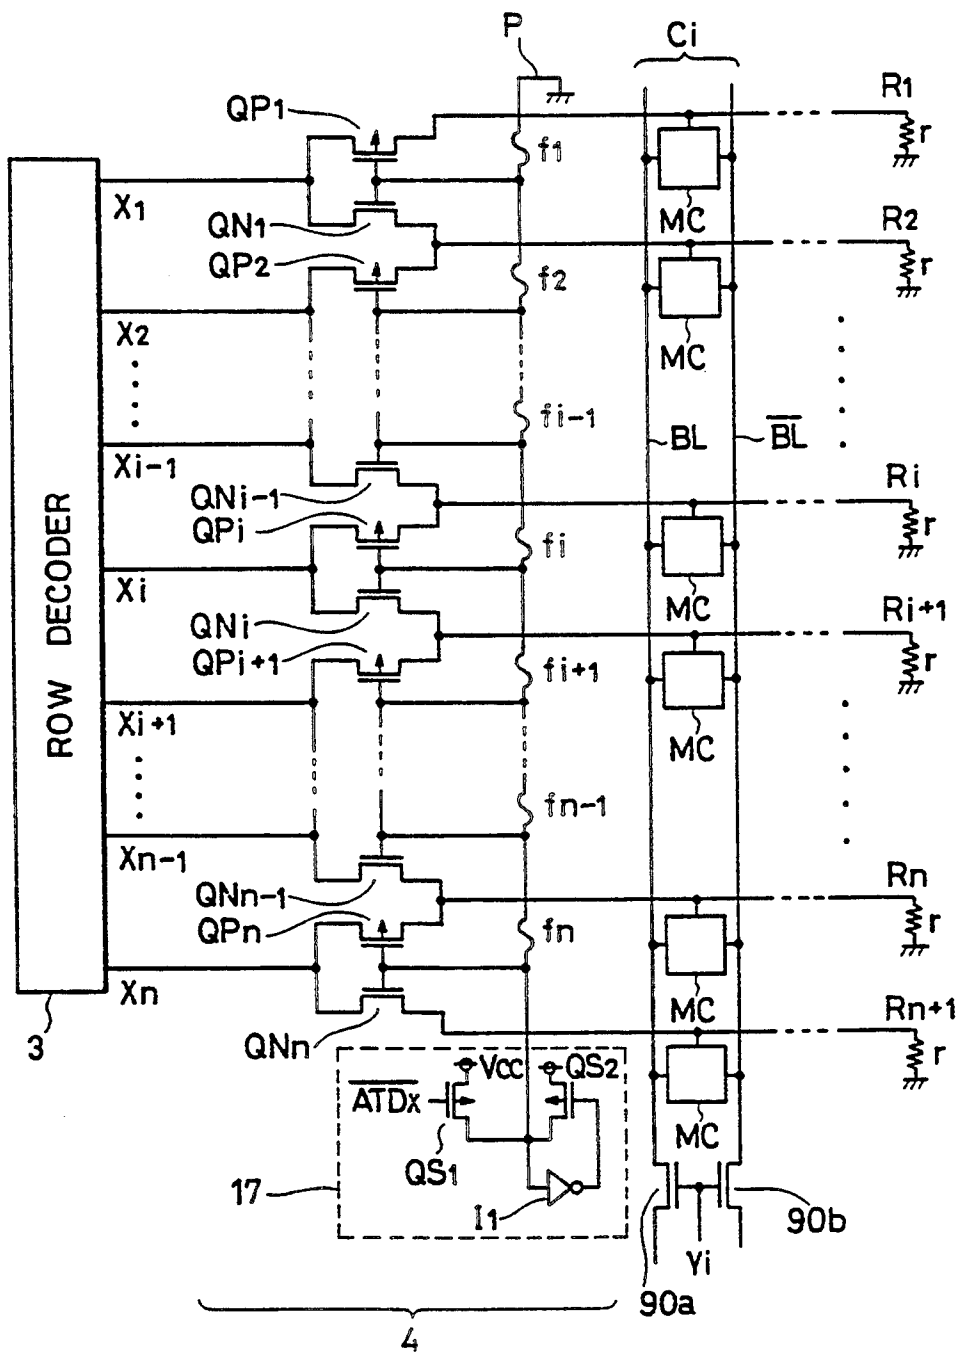 P
Ci
QP1
f1
R1
r
X1
QN1
MC
R2
QP2
f2
r
X2
MC
fi-1
BL
BL̅
Xi-1
QNi-1
Ri
QPi
fi
r
Xi
MC
QNi
Ri+1
QPi+1
fi+1
r
Xi+1
MC
ROW DECODER
fn-1
Xn-1
QNn-1
Rn
QPn
fn
r
Xn
MC
3
QNn
Rn+1
Vcc
QS2
r
A̅T̅D̅x̅
MC
QS1
17
I1
90b
Yi
90a
4